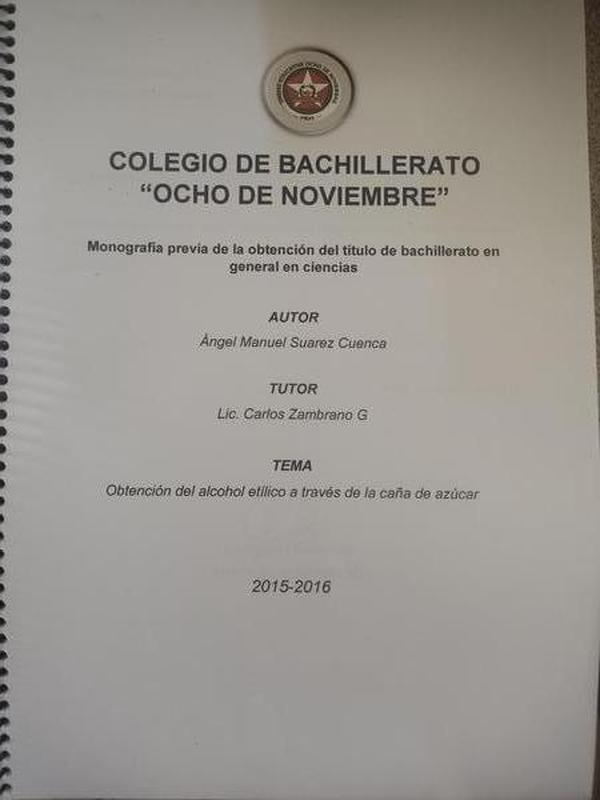 COLEGIO DE BACHILLERATO
“OCHO DE NOVIEMBRE”
Monografia previa de la obtención del titulo de bachillerato en
general en ciencias
AUTOR
Ángel Manuel Suarez Cuenca
TUTOR
Lic. Carlos Zambrano G
TEMA
Obtención del alcohol etílico a través de la caña de azúcar
2015-2016